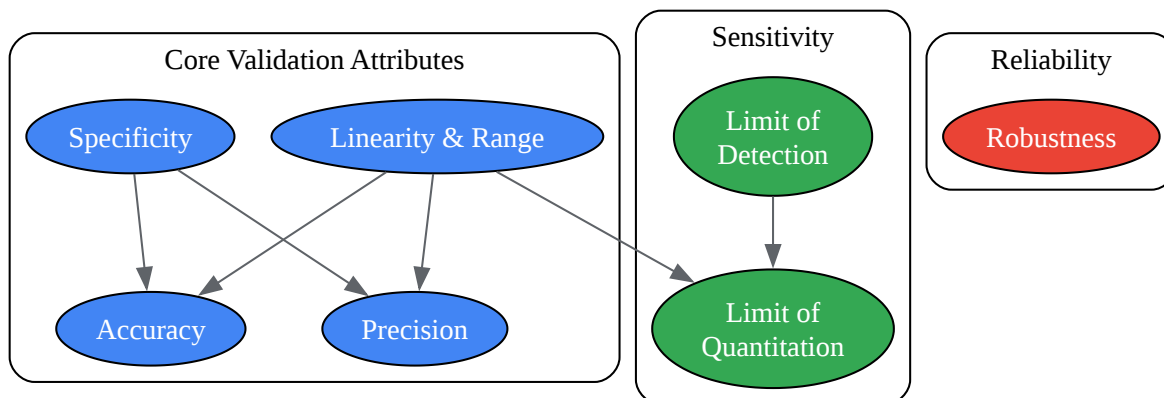 Core Validation Attributes
Specificity
Linearity & Range
Accuracy
Precision
Sensitivity
Limit of
Detection
Limit of
Quantitation
Reliability
Robustness